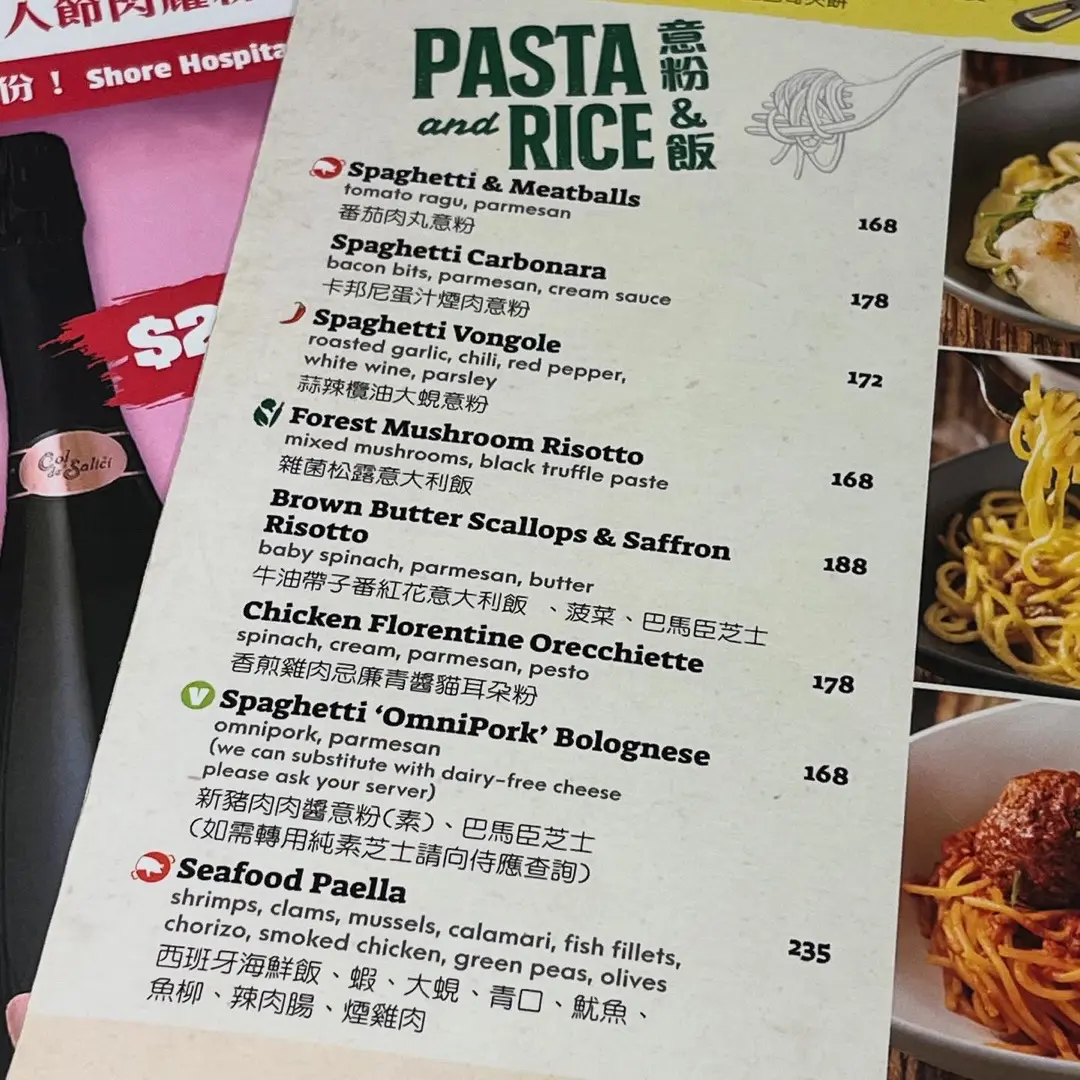 份！ Shore Hospita
$2
Col
de Salici
PASTA
and RICE
意粉&飯
Spaghetti & Meatballs
tomato ragu, parmesan
番茄肉丸意粉
168
Spaghetti Carbonara
bacon bits, parmesan, cream sauce
卡邦尼蛋汁煙肉意粉
178
Spaghetti Vongole
roasted garlic, chili, red pepper,
white wine, parsley
蒜辣欖油大蜆意粉
172
Forest Mushroom Risotto
mixed mushrooms, black truffle paste
雜菌松露意大利飯
168
Brown Butter Scallops & Saffron
Risotto
baby spinach, parmesan, butter
牛油帶子番紅花意大利飯 、菠菜、巴馬臣芝士
188
Chicken Florentine Orecchiette
spinach, cream, parmesan, pesto
香煎雞肉忌廉青醬貓耳朵粉
178
V
Spaghetti ‘OmniPork’ Bolognese
omnipork, parmesan
(we can substitute with dairy-free cheese
please ask your server)
新豬肉肉醬意粉(素)、巴馬臣芝士
(如需轉用純素芝士請向侍應查詢)
168
Seafood Paella
shrimps, clams, mussels, calamari, fish fillets,
chorizo, smoked chicken, green peas, olives
西班牙海鮮飯、蝦、大蜆、青口、魷魚、
魚柳、辣肉腸、煙雞肉
235